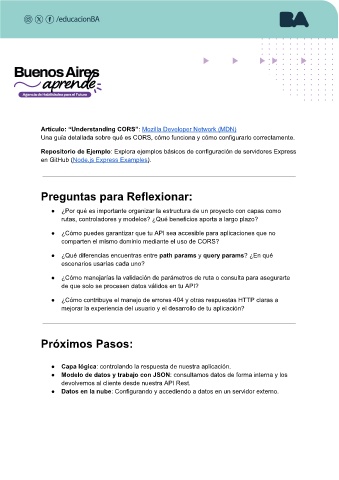 /educacionBA
BA
Buenos Aires
aprende
Agencia de Habilidades para el Futuro
Artículo: “Understanding CORS”: Mozilla Developer Network (MDN)
Una guía detallada sobre qué es CORS, cómo funciona y cómo configurarlo correctamente.
Repositorio de Ejemplo: Explora ejemplos básicos de configuración de servidores Express
en GitHub (Node.js Express Examples).
Preguntas para Reflexionar:
● ¿Por qué es importante organizar la estructura de un proyecto con capas como
rutas, controladores y modelos? ¿Qué beneficios aporta a largo plazo?
● ¿Cómo puedes garantizar que tu API sea accesible para aplicaciones que no
comparten el mismo dominio mediante el uso de CORS?
● ¿Qué diferencias encuentras entre path params y query params? ¿En qué
escenarios usarías cada uno?
● ¿Cómo manejarías la validación de parámetros de ruta o consulta para asegurarte
de que solo se procesen datos válidos en tu API?
● ¿Cómo contribuye el manejo de errores 404 y otras respuestas HTTP claras a
mejorar la experiencia del usuario y el desarrollo de tu aplicación?
Próximos Pasos:
● Capa lógica: controlando la respuesta de nuestra aplicación.
● Modelo de datos y trabajo con JSON: consultamos datos de forma interna y los
devolvemos al cliente desde nuestra API Rest.
● Datos en la nube: Configurando y accediendo a datos en un servidor externo.